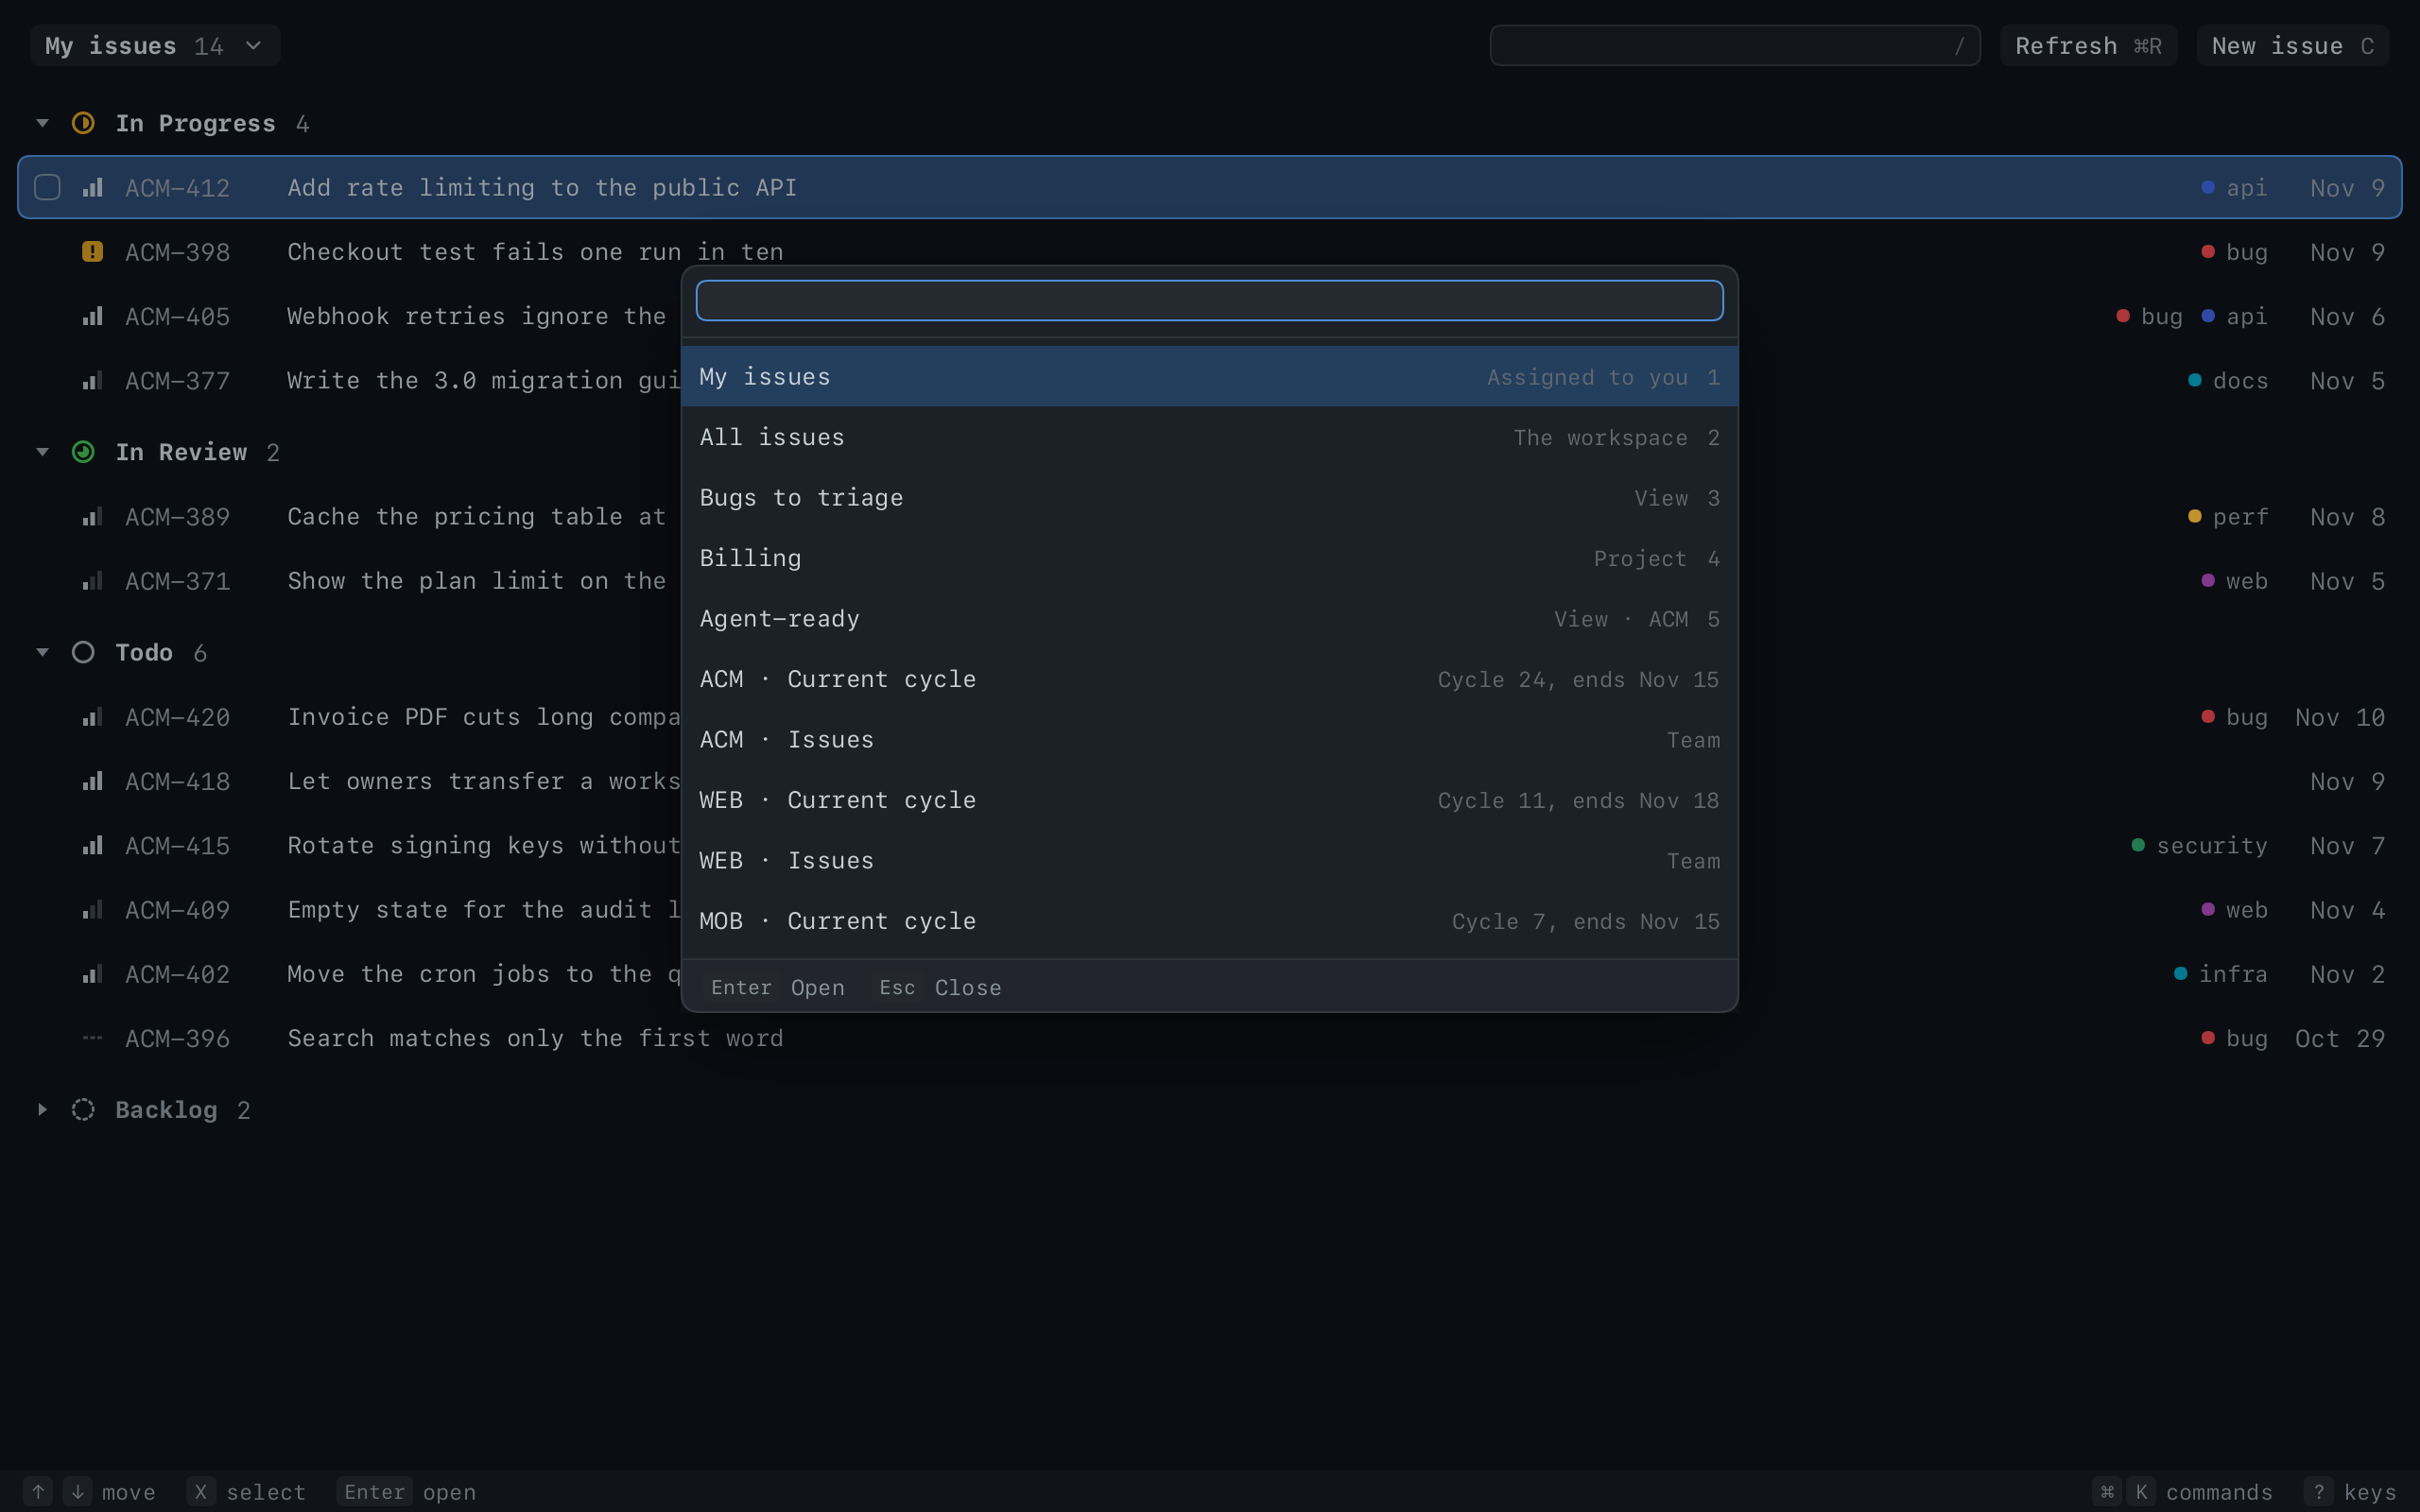 My issues 14
/
Refresh ⌘R
New issue C
In Progress 4
ACM-412 Add rate limiting to the public API api Nov 9
ACM-398 Checkout test fails one run in ten bug Nov 9
ACM-405 Webhook retries ignore the bug api Nov 6
ACM-377 Write the 3.0 migration gui docs Nov 5
In Review 2
ACM-389 Cache the pricing table at perf Nov 8
ACM-371 Show the plan limit on the web Nov 5
Todo 6
ACM-420 Invoice PDF cuts long compa bug Nov 10
ACM-418 Let owners transfer a works Nov 9
ACM-415 Rotate signing keys without security Nov 7
ACM-409 Empty state for the audit l web Nov 4
ACM-402 Move the cron jobs to the q infra Nov 2
ACM-396 Search matches only the first word bug Oct 29
Backlog 2
My issues Assigned to you 1
All issues The workspace 2
Bugs to triage View 3
Billing Project 4
Agent-ready View · ACM 5
ACM · Current cycle Cycle 24, ends Nov 15
ACM · Issues Team
WEB · Current cycle Cycle 11, ends Nov 18
WEB · Issues Team
MOB · Current cycle Cycle 7, ends Nov 15
Enter Open Esc Close
↑ ↓ move X select Enter open ⌘ K commands ? keys